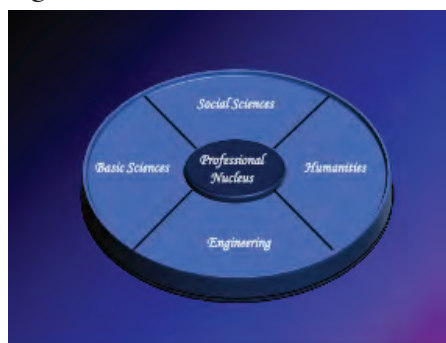 Social Sciences
Basic Sciences
Professional
Nucleus
Humanities
Engineering